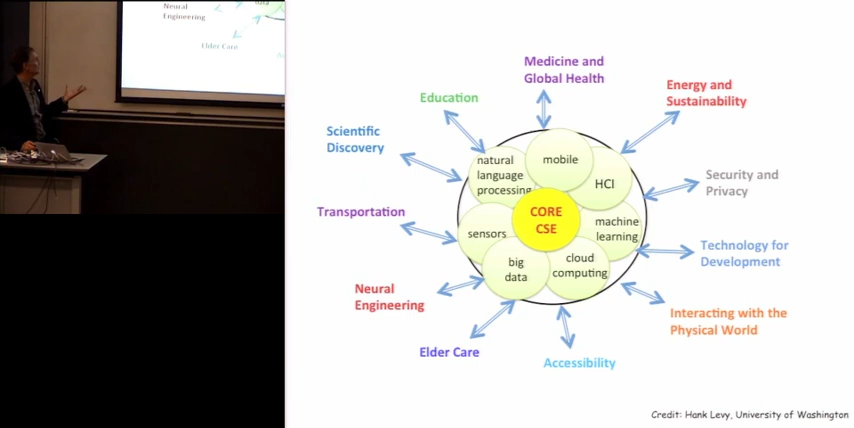 Neural
Engineering
Elder Care
Medicine and
Global Health
Education
Energy and
Sustainability
Scientific
Discovery
natural
language
processing
mobile
HCI
Security and
Privacy
Transportation
CORE
CSE
sensors
machine
learning
Technology for
Development
big
data
cloud
computing
Neural
Engineering
Interacting with the
Physical World
Elder Care
Accessibility
Credit: Hank Levy, University of Washington